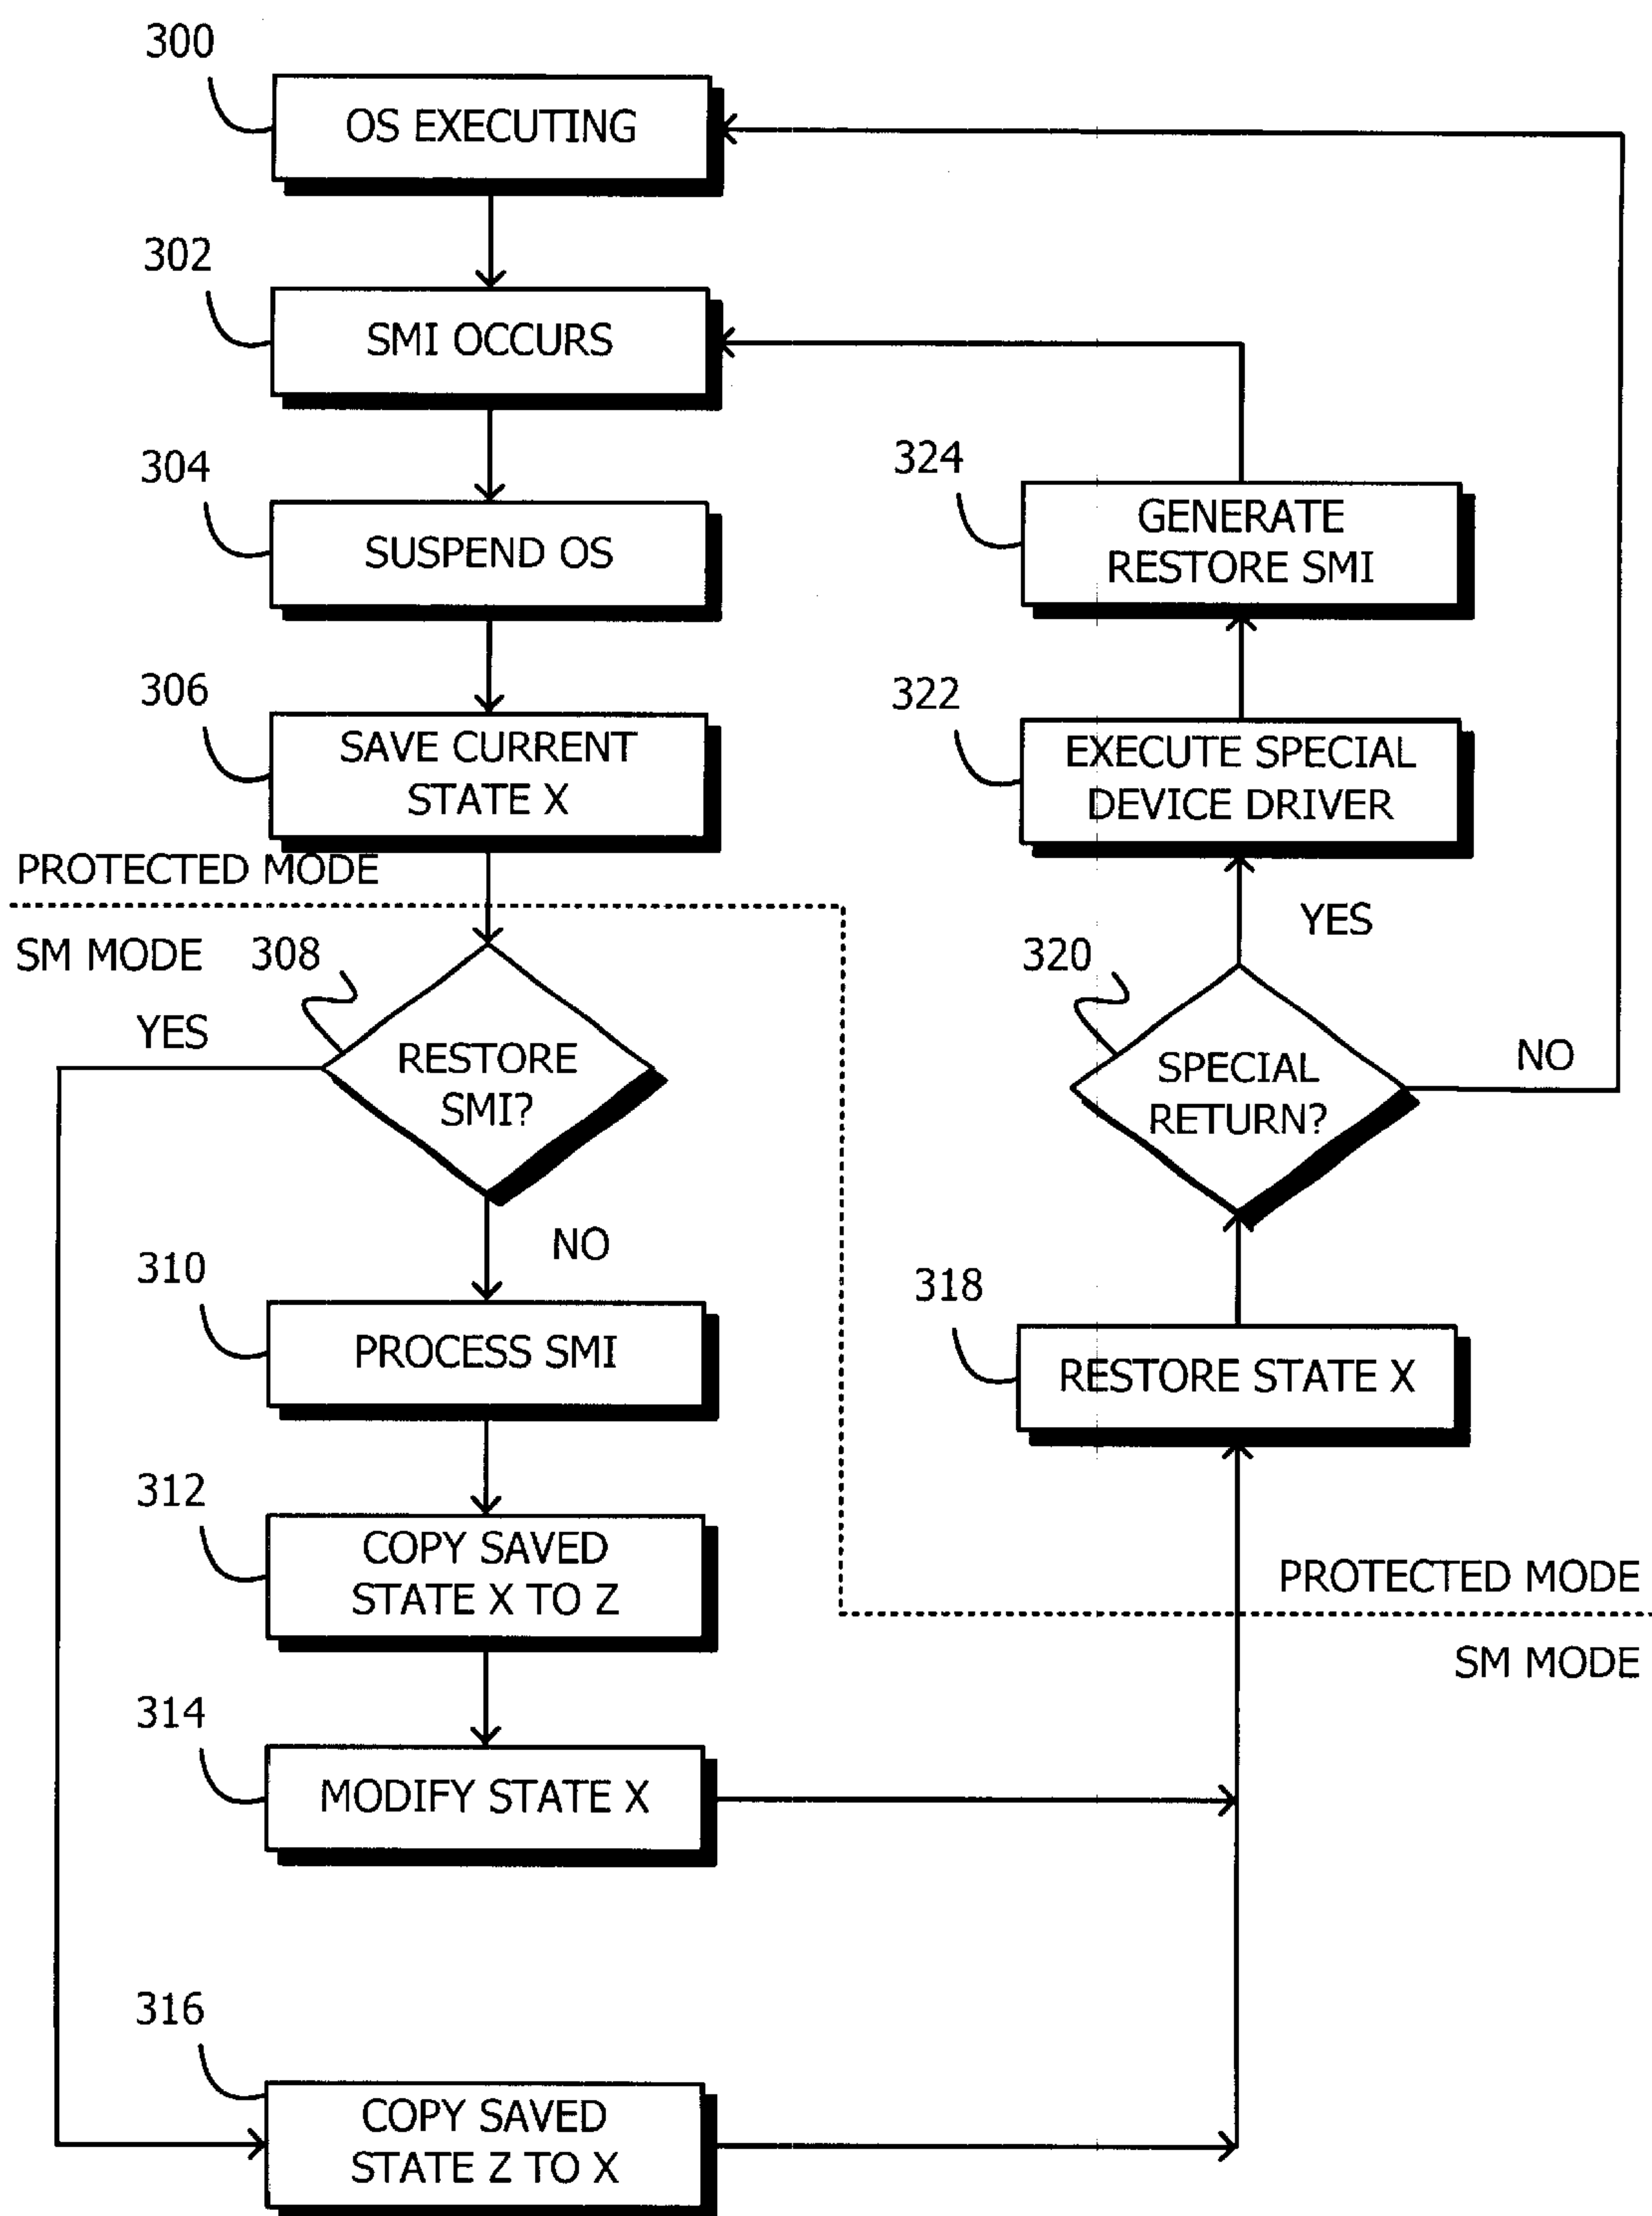 300
OS EXECUTING
302
SMI OCCURS
304
SUSPEND OS
306
SAVE CURRENT
STATE X
PROTECTED MODE
SM MODE
308
YES
RESTORE
SMI?
NO
310
PROCESS SMI
312
COPY SAVED
STATE X TO Z
314
MODIFY STATE X
316
COPY SAVED
STATE Z TO X
324
GENERATE
RESTORE SMI
322
EXECUTE SPECIAL
DEVICE DRIVER
YES
320
SPECIAL
RETURN?
NO
318
RESTORE STATE X
PROTECTED MODE
SM MODE